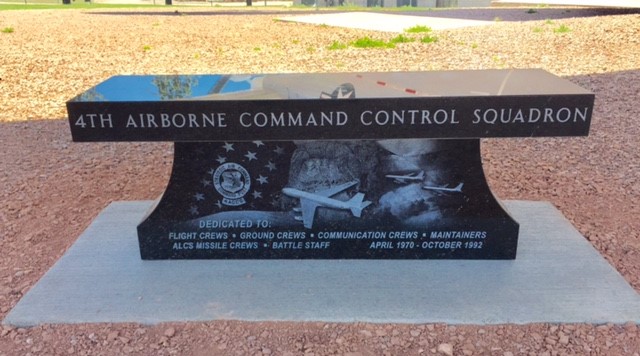 4TH AIRBORNE COMMAND CONTROL SQUADRON
DEDICATED TO:
FLIGHT CREWS • GROUND CREWS • COMMUNICATION CREWS • MAINTAINERS
ALCS MISSILE CREWS • BATTLE STAFF APRIL 1970 - OCTOBER 1992